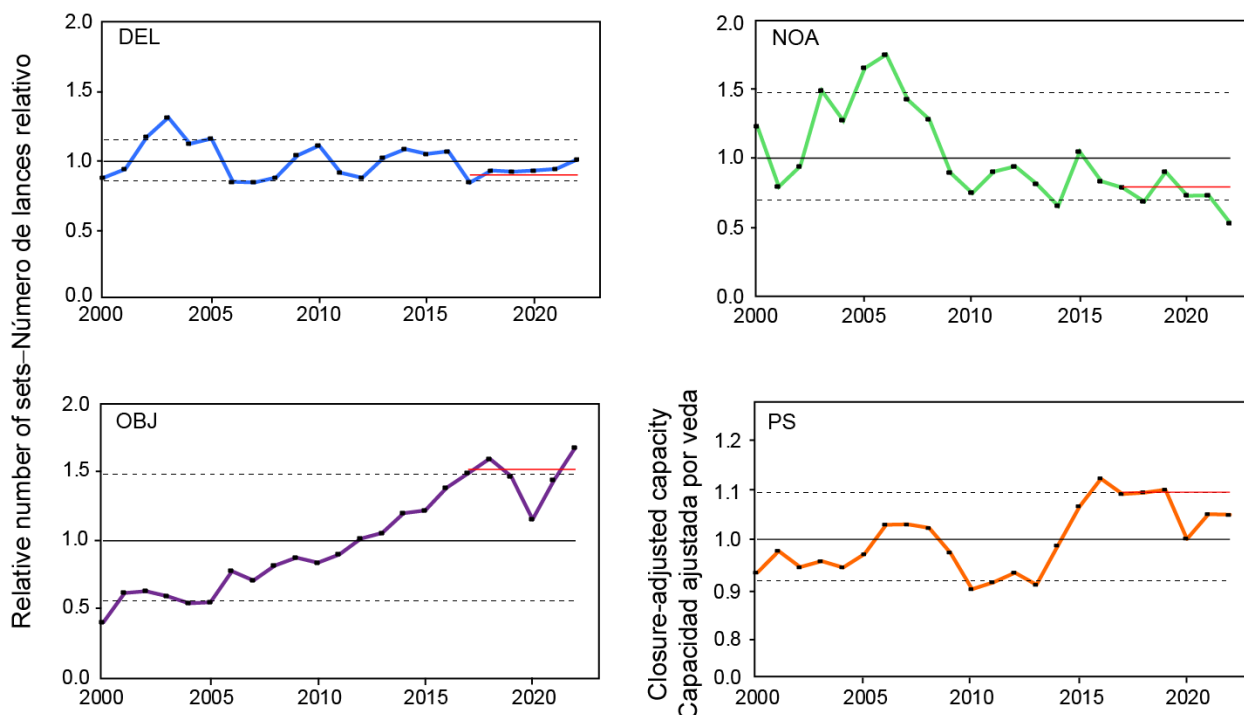 Relative number of sets–Número de lances relativo
DEL
2.0
1.5
1.0
0.5
0.0
2000 2005 2010 2015 2020
NOA
2.0
1.5
1.0
0.5
0.0
2000 2005 2010 2015 2020
OBJ
2.0
1.5
1.0
0.5
0.0
2000 2005 2010 2015 2020
Closure-adjusted capacity
Capacidad ajustada por veda
PS
1.2
1.1
1.0
0.9
0.8
0.0
2000 2005 2010 2015 2020